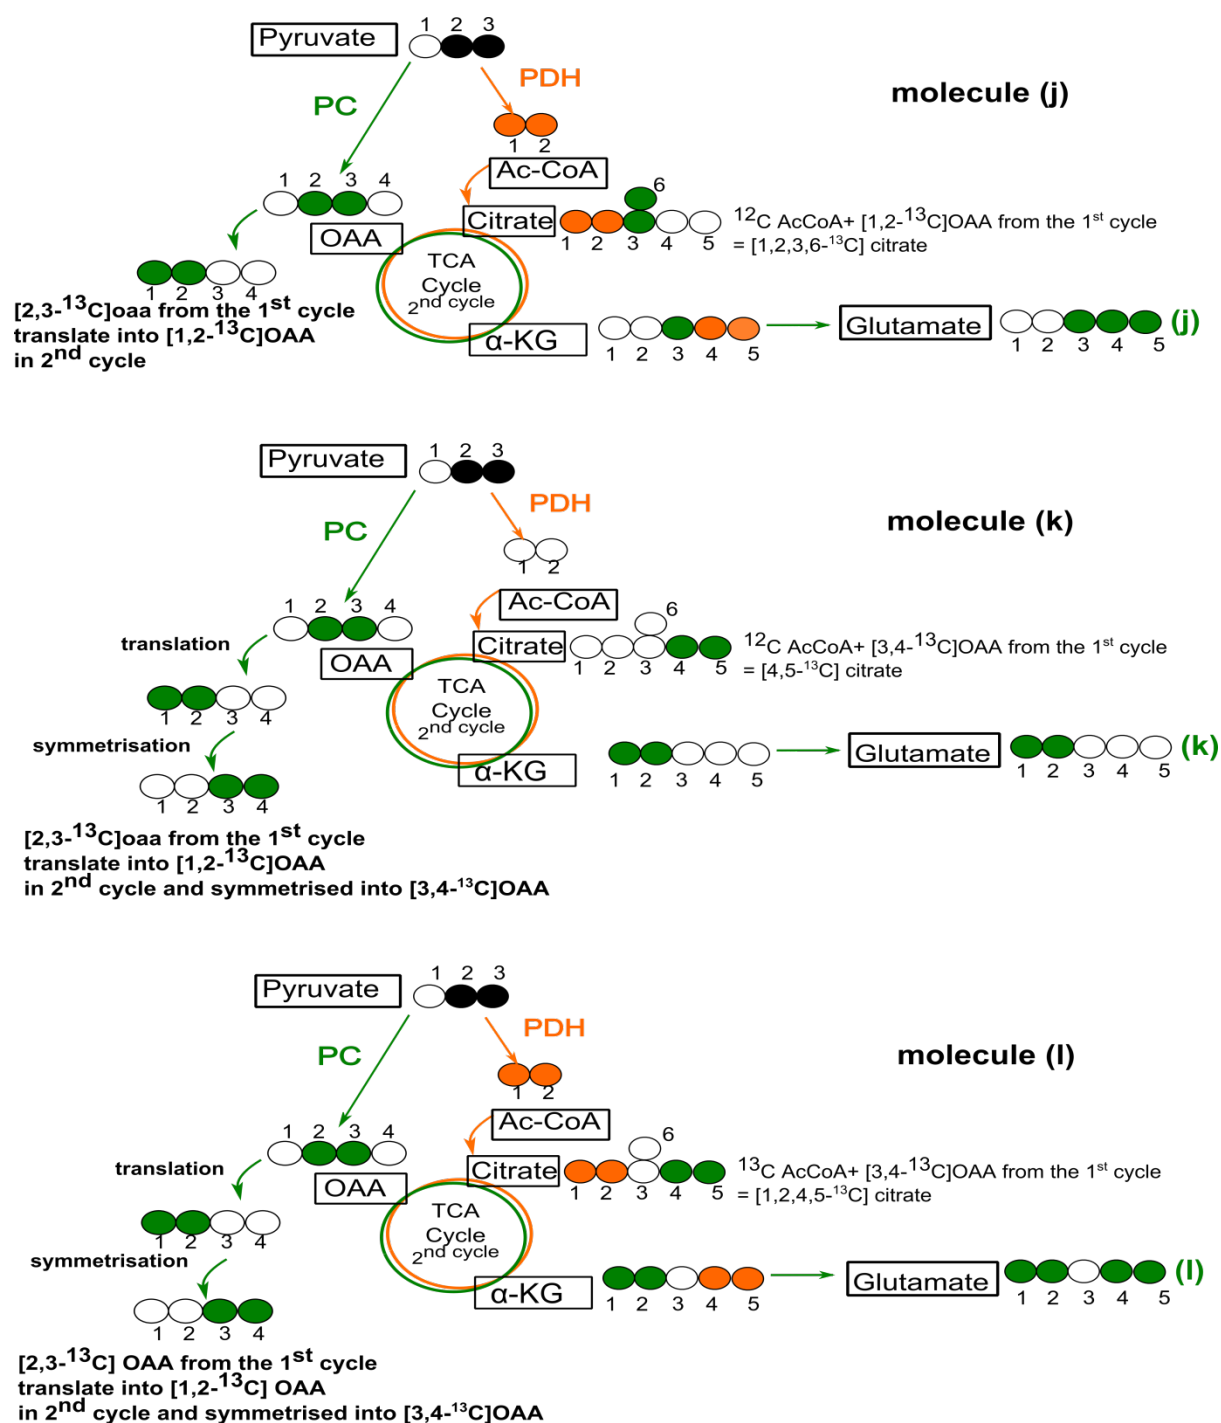 1 2 3
Pyruvate
PDH
molecule (j)
PC
1 2
Ac-CoA
1 2 3 4
6
Citrate
¹²C AcCoA+ [1,2-¹³C]OAA from the 1ˢᵗ cycle
= [1,2,3,6-¹³C] citrate
1 2 3 4 5
OAA
TCA
Cycle
2ⁿᵈ cycle
1 2 3 4
[2,3-¹³C]oaa from the 1ˢᵗ cycle
translate into [1,2-¹³C]OAA
in 2ⁿᵈ cycle
α-KG
1 2 3 4 5
Glutamate
(j)
1 2 3 4 5
1 2 3
Pyruvate
PDH
molecule (k)
PC
1 2
Ac-CoA
1 2 3 4
6
translation
Citrate
¹²C AcCoA+ [3,4-¹³C]OAA from the 1ˢᵗ cycle
= [4,5-¹³C] citrate
1 2 3 4 5
OAA
TCA
Cycle
2ⁿᵈ cycle
1 2 3 4
symmetrisation
α-KG
1 2 3 4 5
Glutamate
(k)
1 2 3 4 5
1 2 3 4
[2,3-¹³C]oaa from the 1ˢᵗ cycle
translate into [1,2-¹³C]OAA
in 2ⁿᵈ cycle and symmetrised into [3,4-¹³C]OAA
1 2 3
Pyruvate
PDH
molecule (l)
PC
1 2
Ac-CoA
1 2 3 4
6
translation
Citrate
¹³C AcCoA+ [3,4-¹³C]OAA from the 1ˢᵗ cycle
= [1,2,4,5-¹³C] citrate
1 2 3 4 5
OAA
TCA
Cycle
2ⁿᵈ cycle
1 2 3 4
symmetrisation
α-KG
1 2 3 4 5
Glutamate
(l)
1 2 3 4 5
1 2 3 4
[2,3-¹³C] OAA from the 1ˢᵗ cycle
translate into [1,2-¹³C] OAA
in 2ⁿᵈ cycle and symmetrised into [3,4-¹³C]OAA